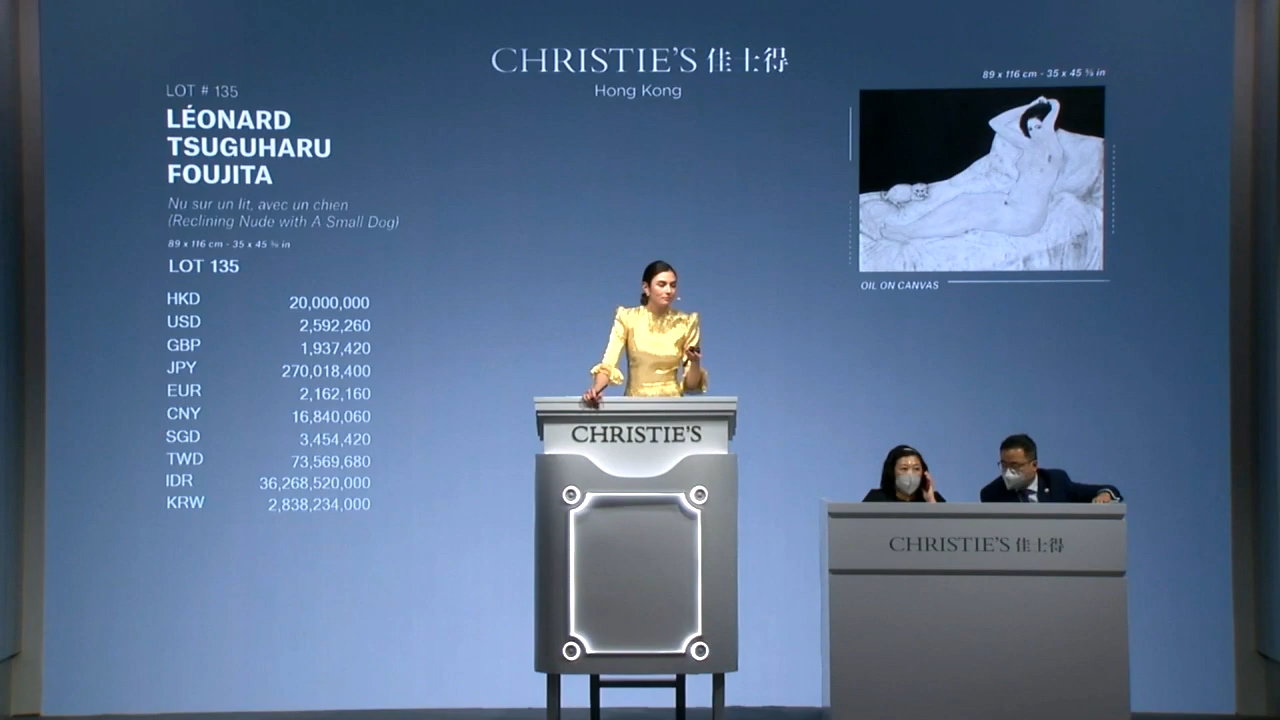 CHRISTIE'S 佳士得
Hong Kong
LOT # 135
LÉONARD
TSUGUHARU
FOUJITA
Nu sur un lit, avec un chien
(Reclining Nude with A Small Dog)
89 x 116 cm - 35 x 45 ⅝ in
LOT 135
HKD 20,000,000
USD 2,592,260
GBP 1,937,420
JPY 270,018,400
EUR 2,162,160
CNY 16,840,060
SGD 3,454,420
TWD 73,569,680
IDR 36,268,520,000
KRW 2,838,234,000
89 x 116 cm - 35 x 45 ⅝ in
OIL ON CANVAS
CHRISTIE'S
CHRISTIE'S 佳士得